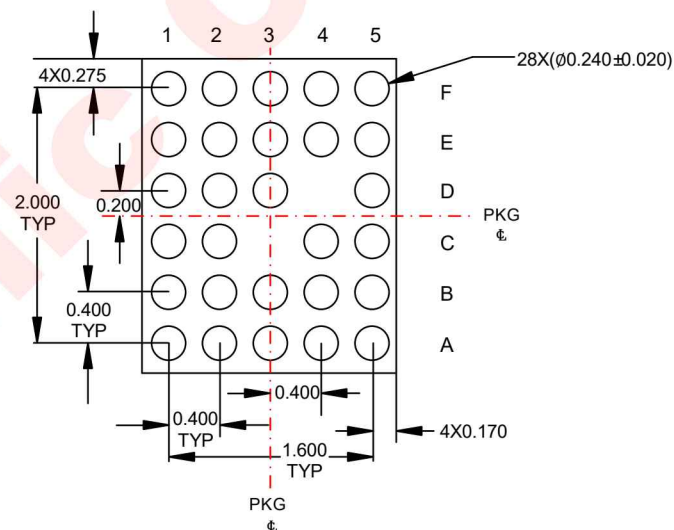 1 2 3 4 5
28X(Ø0.240±0.020)
4X0.275
F
E
D
2.000
TYP
0.200
PKG
℄
C
B
0.400
TYP
A
0.400
0.400
TYP
4X0.170
1.600
TYP
PKG
℄